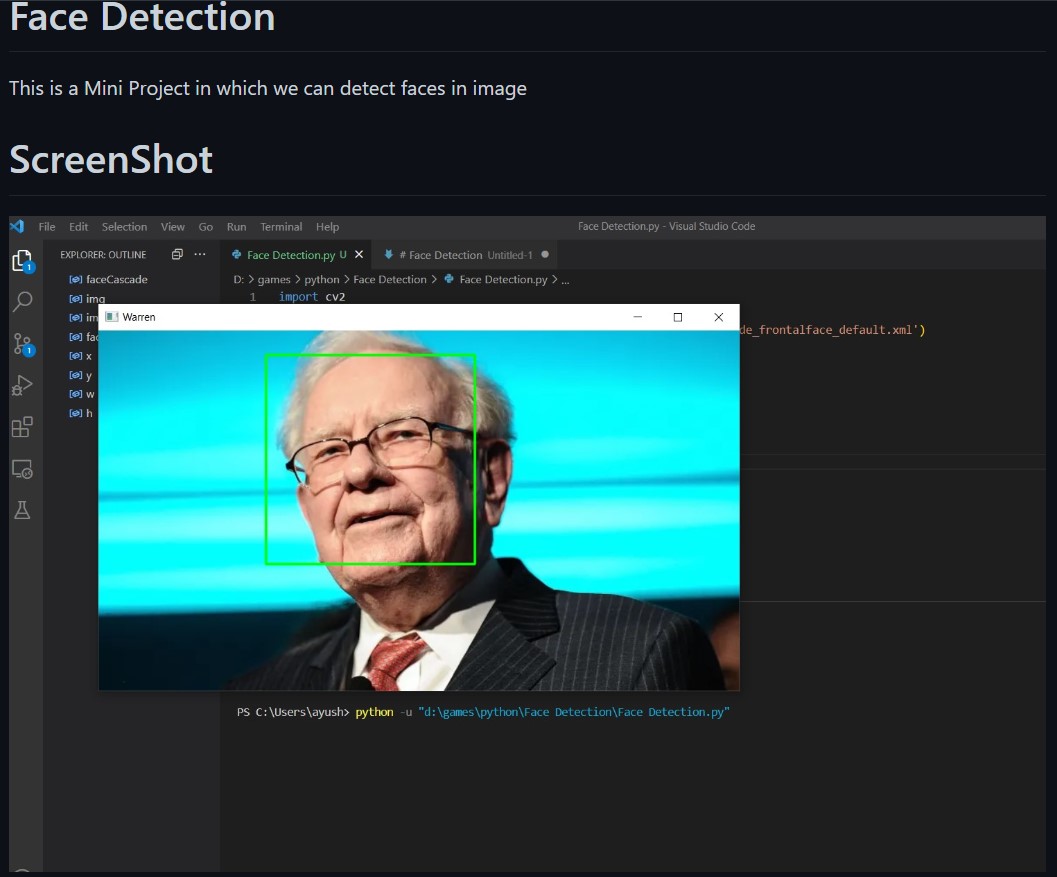 Face Detection
This is a Mini Project in which we can detect faces in image
ScreenShot
File Edit Selection View Go Run Terminal Help
Face Detection.py - Visual Studio Code
EXPLORER: OUTLINE
Face Detection.py U
# Face Detection Untitled-1
faceCascade
D: > games > python > Face Detection > Face Detection.py > ...
img
1 import cv2
im
Warren
1
de_frontalface_default.xml')
fac
1
x
y
w
h
PS C:\Users\ayush> python -u "d:\games\python\Face Detection\Face Detection.py"